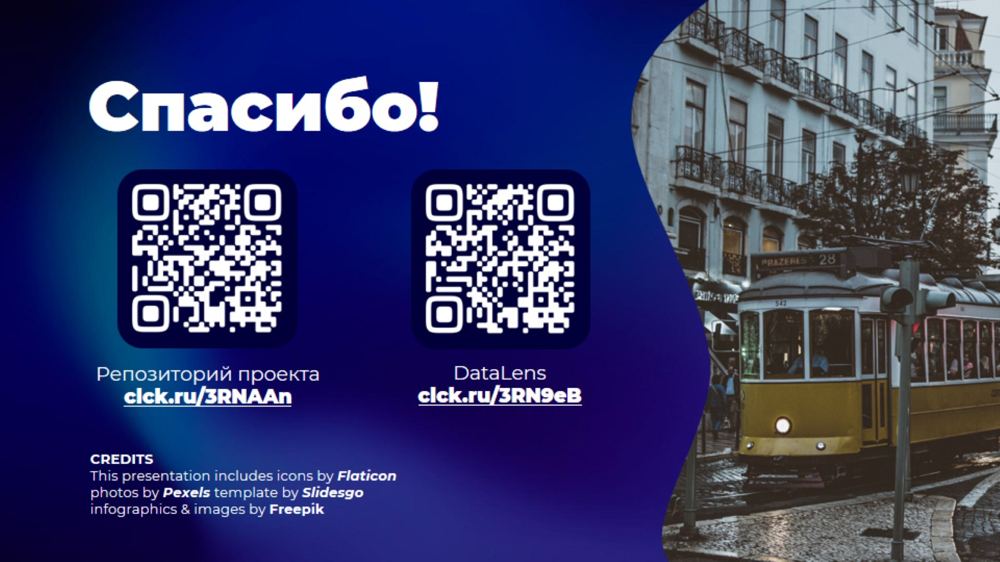 Спасибо!
Репозиторий проекта
clck.ru/3RNAAn
DataLens
clck.ru/3RN9eB
CREDITS
This presentation includes icons by Flaticon
photos by Pexels template by Slidesgo
infographics & images by Freepik
PRAZERES 28
542